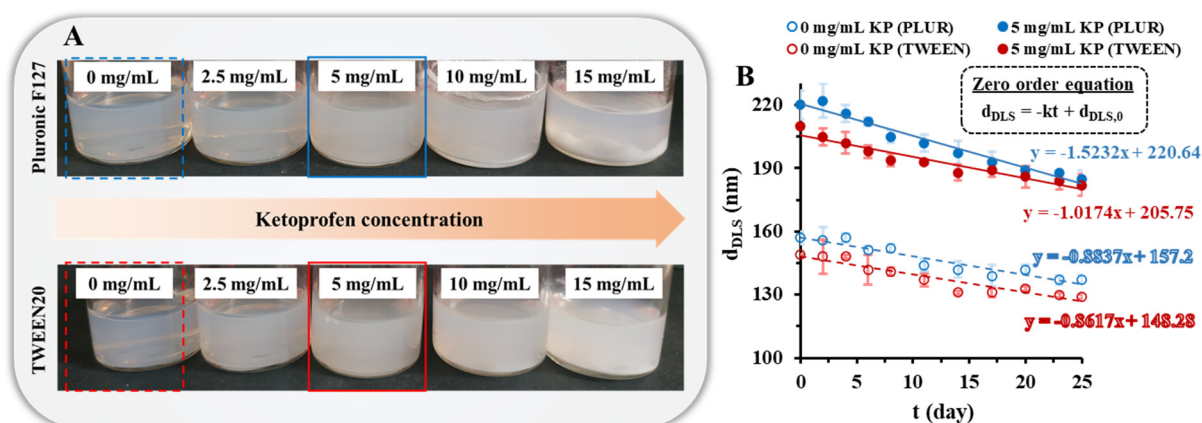 A
Pluronic F127
0 mg/mL
2.5 mg/mL
5 mg/mL
10 mg/mL
15 mg/mL
Ketoprofen concentration
TWEEN20
0 mg/mL
2.5 mg/mL
5 mg/mL
10 mg/mL
15 mg/mL
0 mg/mL KP (PLUR)
5 mg/mL KP (PLUR)
0 mg/mL KP (TWEEN)
5 mg/mL KP (TWEEN)
B
Zero order equation
d_DLS = -kt + d_DLS,0
d_DLS (nm)
220
190
160
130
100
y = -1.5232x + 220.64
y = -1.0174x + 205.75
y = -0.8837x + 157.2
y = -0.8617x + 148.28
0
5
10
15
20
25
t (day)